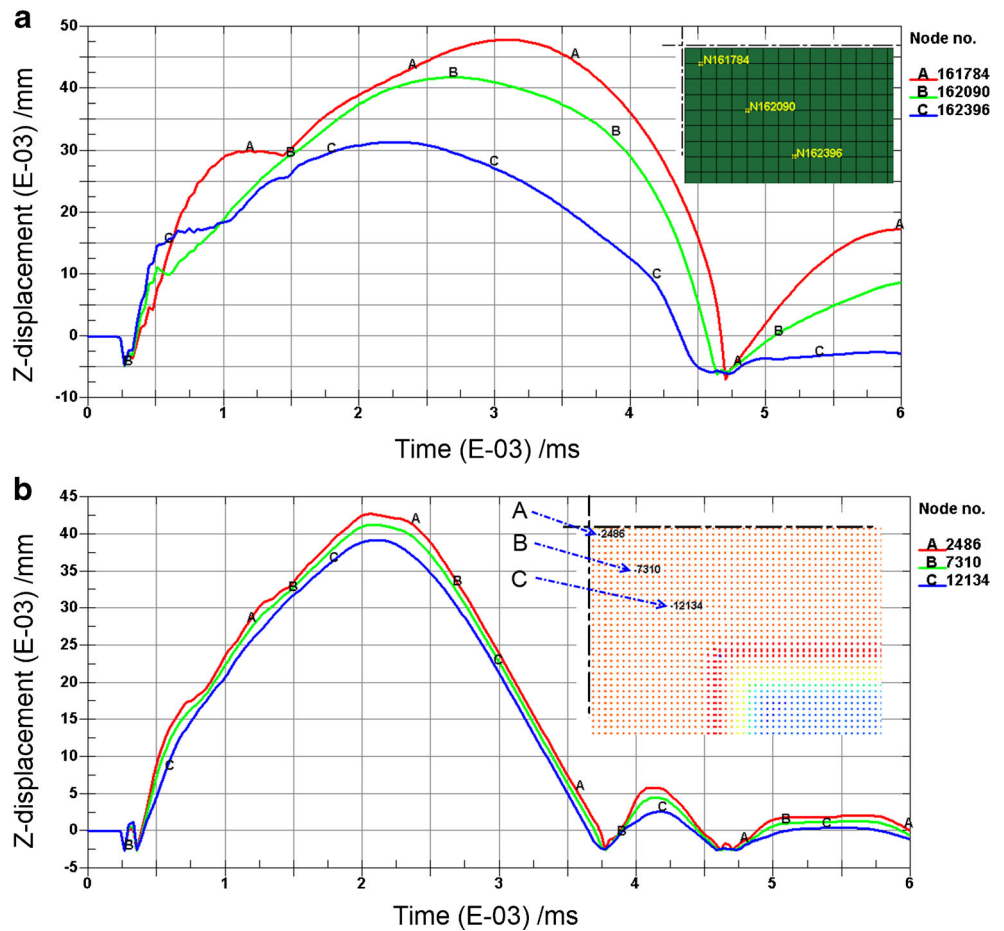 a
Z-displacement (E-03) /mm
50
40
30
20
10
0
-10
0 1 2 3 4 5 6
Time (E-03) /ms
A A A A A
B B B B B
C C C C C
N161784
N162090
N162396
Node no.
A 161784
B 162090
C 162396
b
Z-displacement (E-03) /mm
45
40
35
30
25
20
15
10
5
0
-5
0 1 2 3 4 5 6
Time (E-03) /ms
A A A A A
B B B B B
C C C C C
A
B
C
2486
7310
12134
Node no.
A 2486
B 7310
C 12134